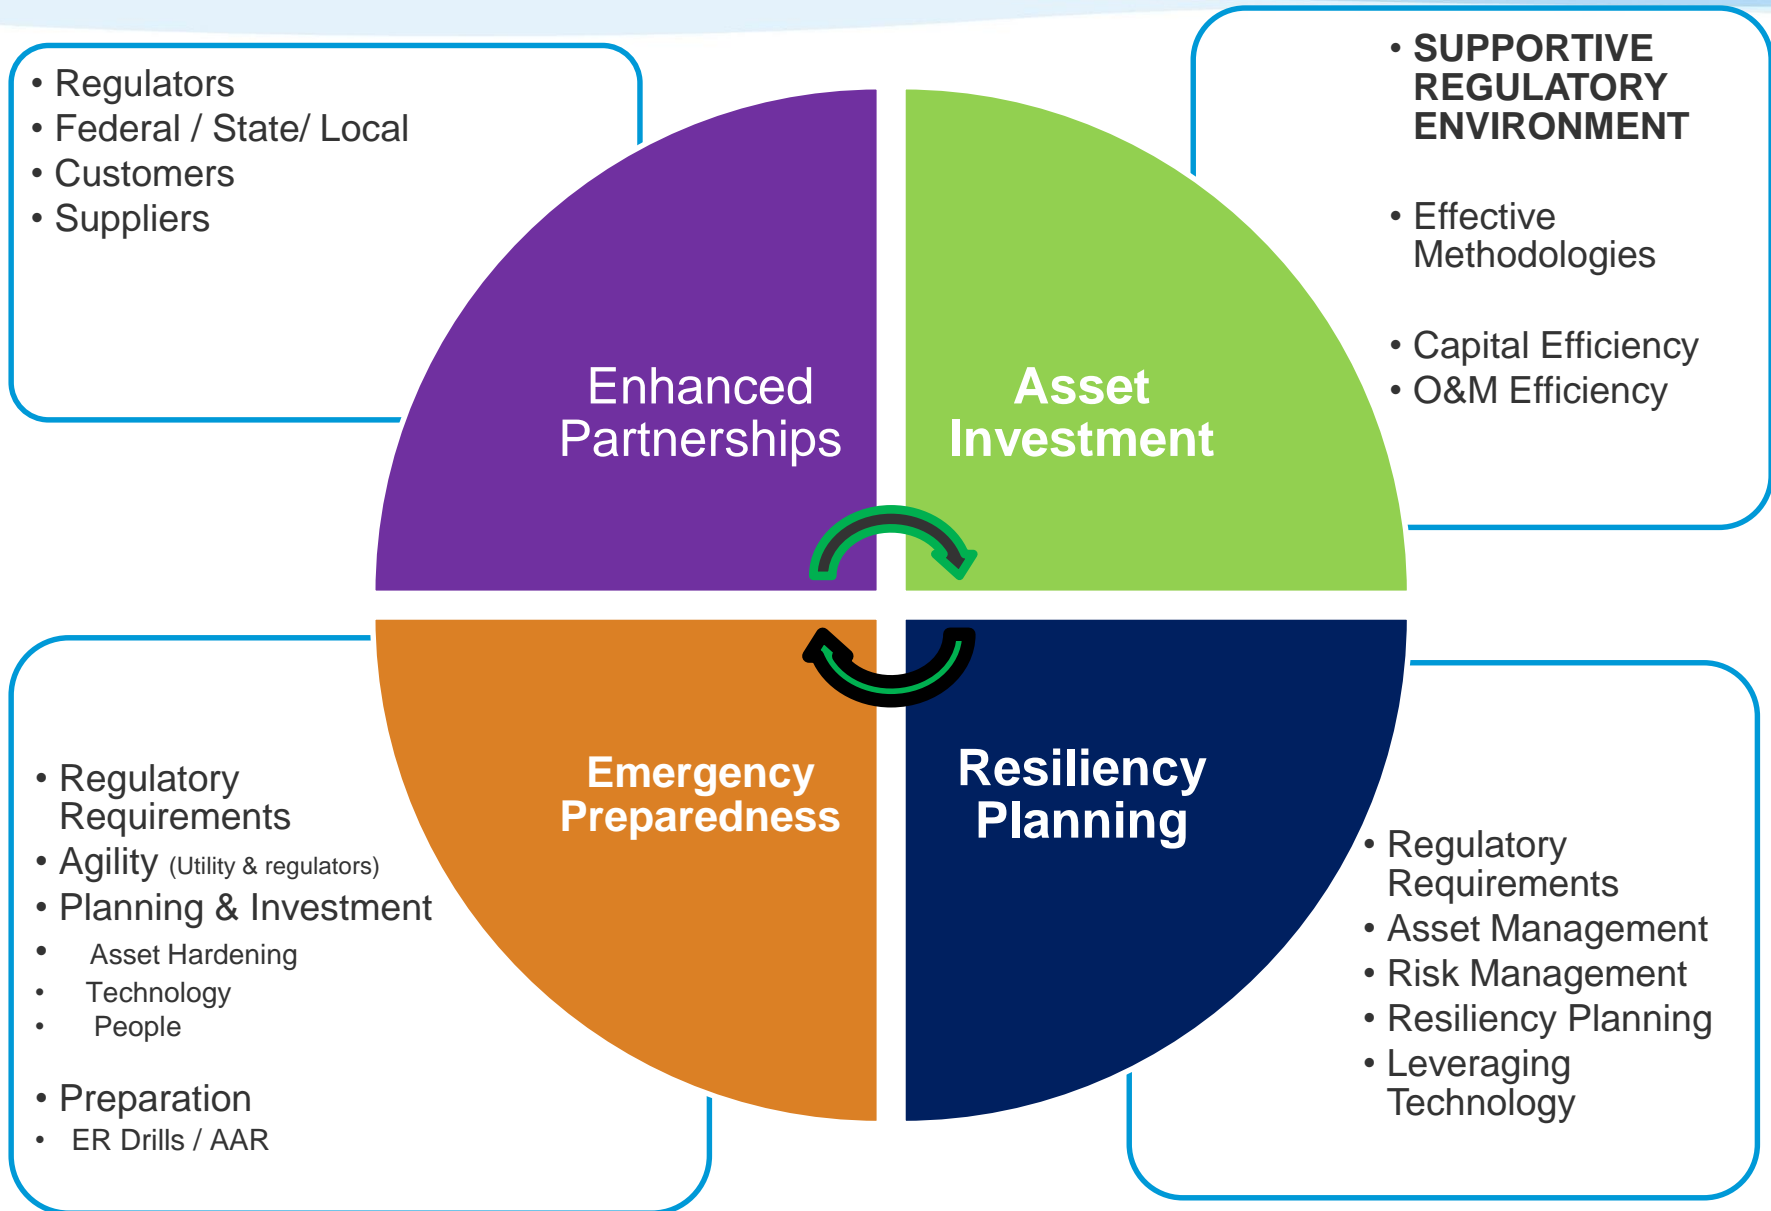 • Regulators
• Federal / State/ Local
• Customers
• Suppliers
Enhanced
Partnerships
Asset
Investment
• SUPPORTIVE
REGULATORY
ENVIRONMENT
• Effective
Methodologies
• Capital Efficiency
• O&M Efficiency
• Regulatory
Requirements
• Agility (Utility & regulators)
• Planning & Investment
• Asset Hardening
• Technology
• People
• Preparation
• ER Drills / AAR
Emergency
Preparedness
Resiliency
Planning
• Regulatory
Requirements
• Asset Management
• Risk Management
• Resiliency Planning
• Leveraging
Technology